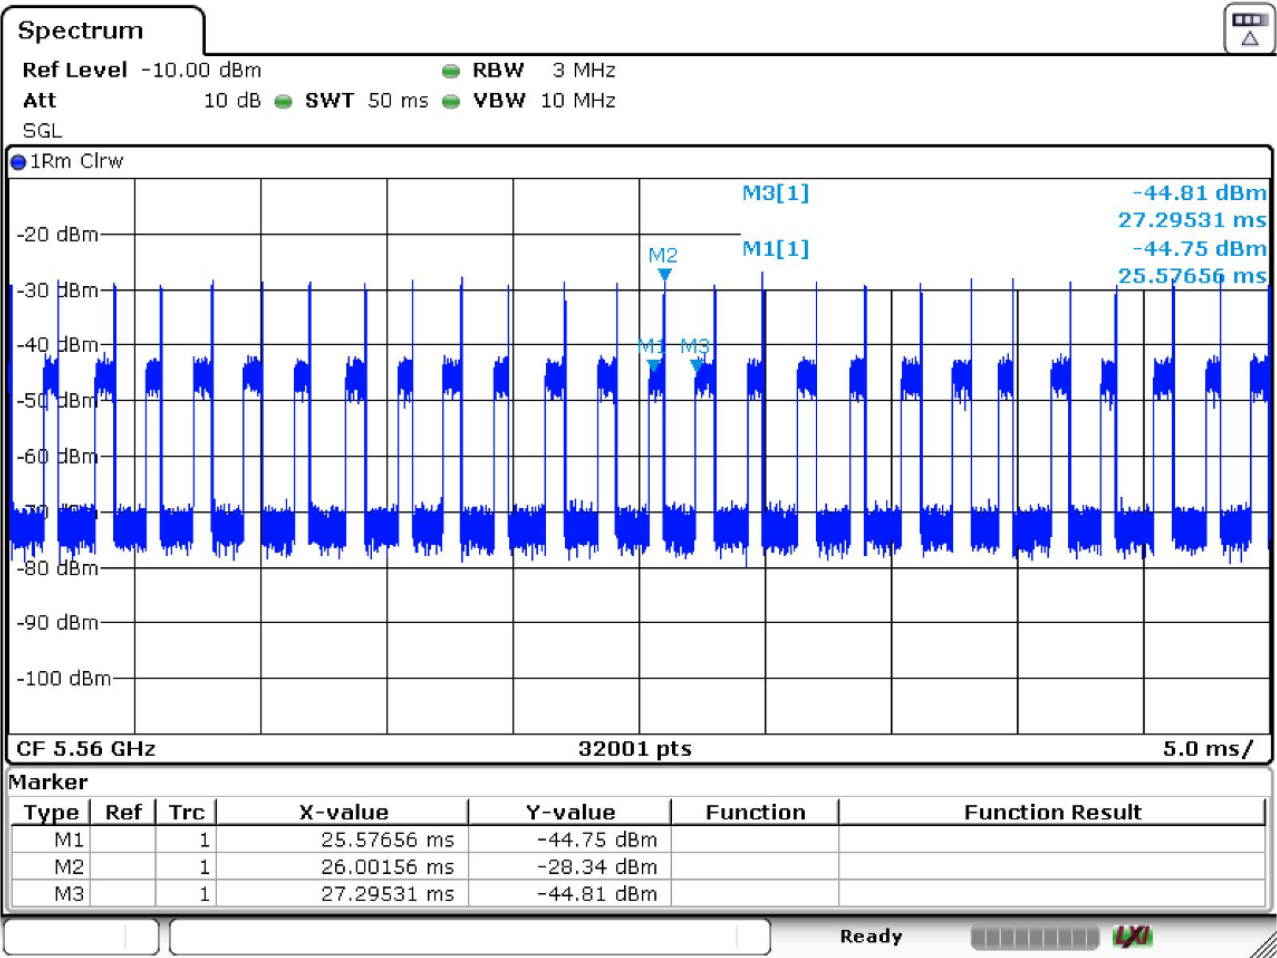 Spectrum
Ref Level -10.00 dBm RBW 3 MHz
Att 10 dB SWT 50 ms VBW 10 MHz
SGL
1Rm Clrw
M3[1] -44.81 dBm
27.29531 ms
-20 dBm
M1[1] -44.75 dBm
25.57656 ms
M2
-30 dBm
-40 dBm
M1 M3
-50 dBm
-60 dBm
-70 dBm
-80 dBm
-90 dBm
-100 dBm
CF 5.56 GHz 32001 pts 5.0 ms/
Marker
Type Ref Trc X-value Y-value Function Function Result
M1 1 25.57656 ms -44.75 dBm
M2 1 26.00156 ms -28.34 dBm
M3 1 27.29531 ms -44.81 dBm
Ready LXI